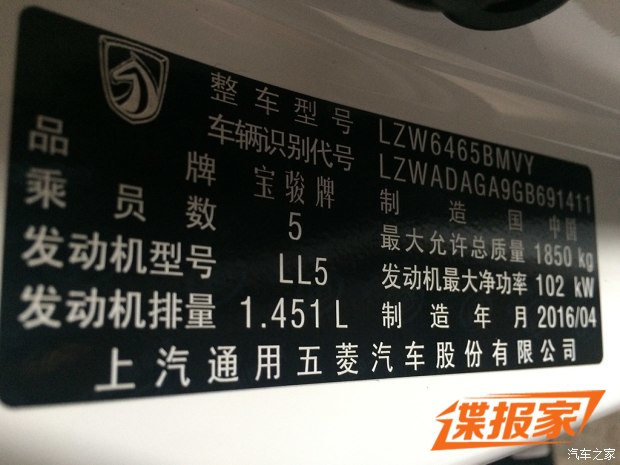 整车型号 LZW6465BMVY
车辆识别代号 LZWADAGA9GB691411
品牌 宝骏牌 制造国 中国
乘员数 5 最大允许总质量 1850 kg
发动机型号 LL5 发动机最大净功率 102 kW
发动机排量 1.451 L 制造年月 2016/04
上汽通用五菱汽车股份有限公司
谍报家
汽车之家